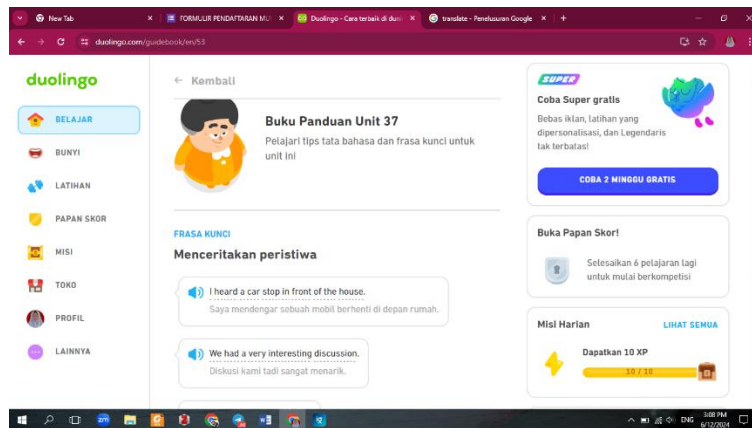 New Tab
FORMULIR PENDAFTARAN MU
Duolingo - Cara terbaik di duni
translate - Penelusuran Google
duolingo.com/guidebook/en/53
duolingo
BELAJAR
BUNYI
LATIHAN
PAPAN SKOR
MISI
TOKO
PROFIL
LAINNYA
Kembali
Buku Panduan Unit 37
Pelajari tips tata bahasa dan frasa kunci untuk
unit ini
FRASA KUNCI
Menceritakan peristiwa
I heard a car stop in front of the house.
Saya mendengar sebuah mobil berhenti di depan rumah.
We had a very interesting discussion.
Diskusi kami tadi sangat menarik.
SUPER
Coba Super gratis
Bebas iklan, latihan yang
dipersonalisasi, dan Legendaris
tak terbatas!
COBA 2 MINGGU GRATIS
Buka Papan Skor!
Selesaikan 6 pelajaran lagi
untuk mulai berkompetisi
Misi Harian
LIHAT SEMUA
Dapatkan 10 XP
10 / 10
zm
ENG
3:08 PM
6/12/2024